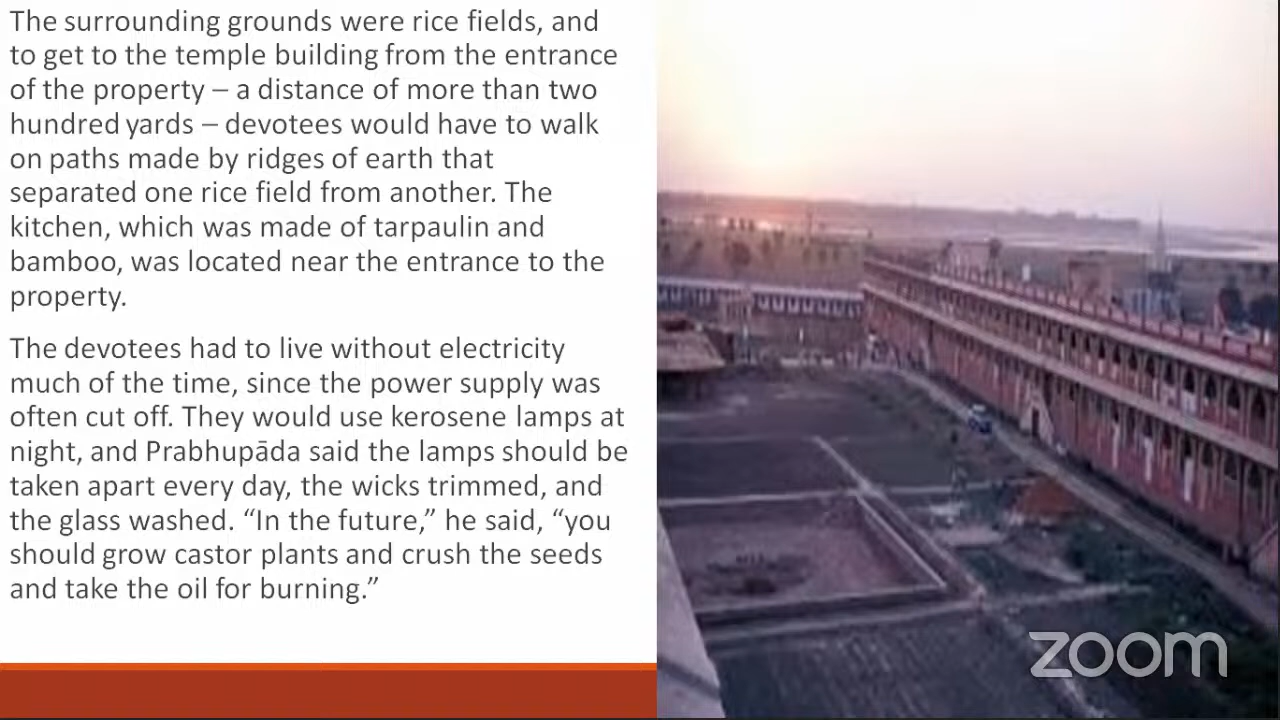 The surrounding grounds were rice fields, and
to get to the temple building from the entrance
of the property – a distance of more than two
hundred yards – devotees would have to walk
on paths made by ridges of earth that
separated one rice field from another. The
kitchen, which was made of tarpaulin and
bamboo, was located near the entrance to the
property.
The devotees had to live without electricity
much of the time, since the power supply was
often cut off. They would use kerosene lamps at
night, and Prabhupāda said the lamps should be
taken apart every day, the wicks trimmed, and
the glass washed. “In the future,” he said, “you
should grow castor plants and crush the seeds
and take the oil for burning.”
zoom